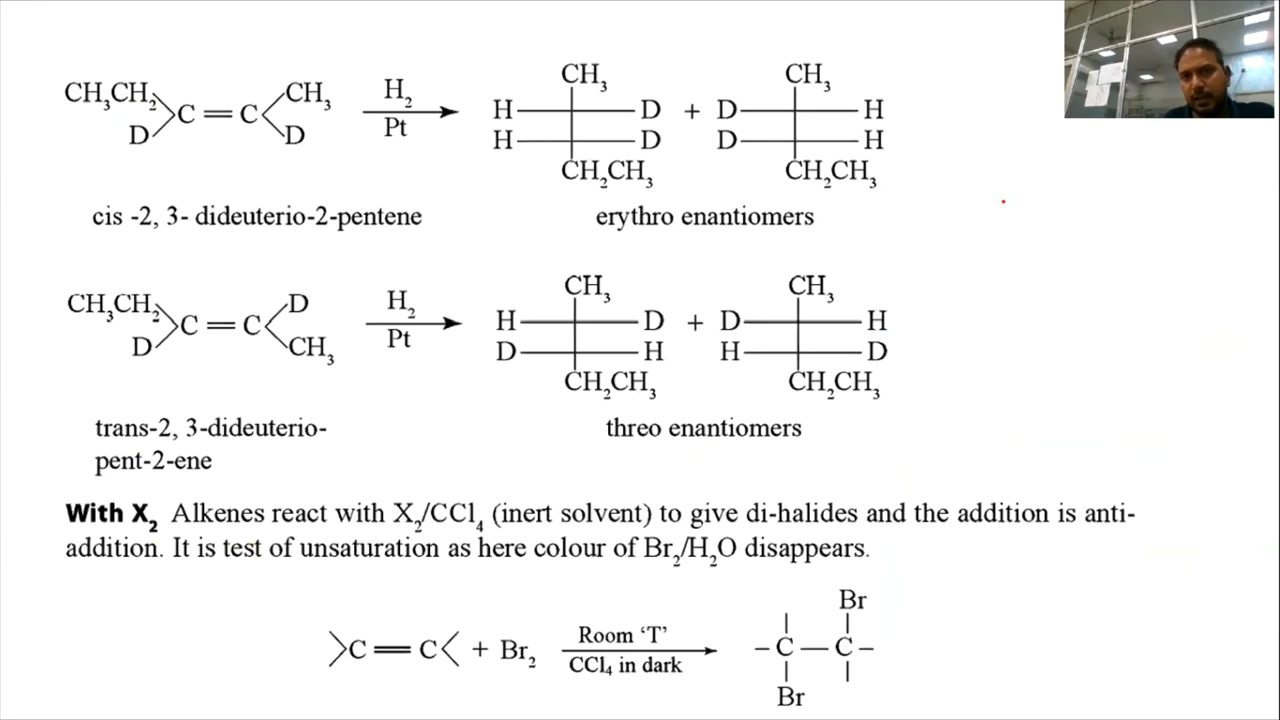 CH₃CH₂ C = C CH₃ H₂ CH₃ CH₃
D D Pt H D + D H
H D D H
CH₂CH₃ CH₂CH₃
cis -2, 3- dideuterio-2-pentene erythro enantiomers
CH₃CH₂ C = C D H₂ CH₃ CH₃
D CH₃ Pt H D + D H
D H H D
CH₂CH₃ CH₂CH₃
trans-2, 3-dideuterio- threo enantiomers
pent-2-ene
With X₂ Alkenes react with X₂/CCl₄ (inert solvent) to give di-halides and the addition is anti-
addition. It is test of unsaturation as here colour of Br₂/H₂O disappears.
Br
>C = C< + Br₂ Room ‘T’ – C — C –
CCl₄ in dark
Br